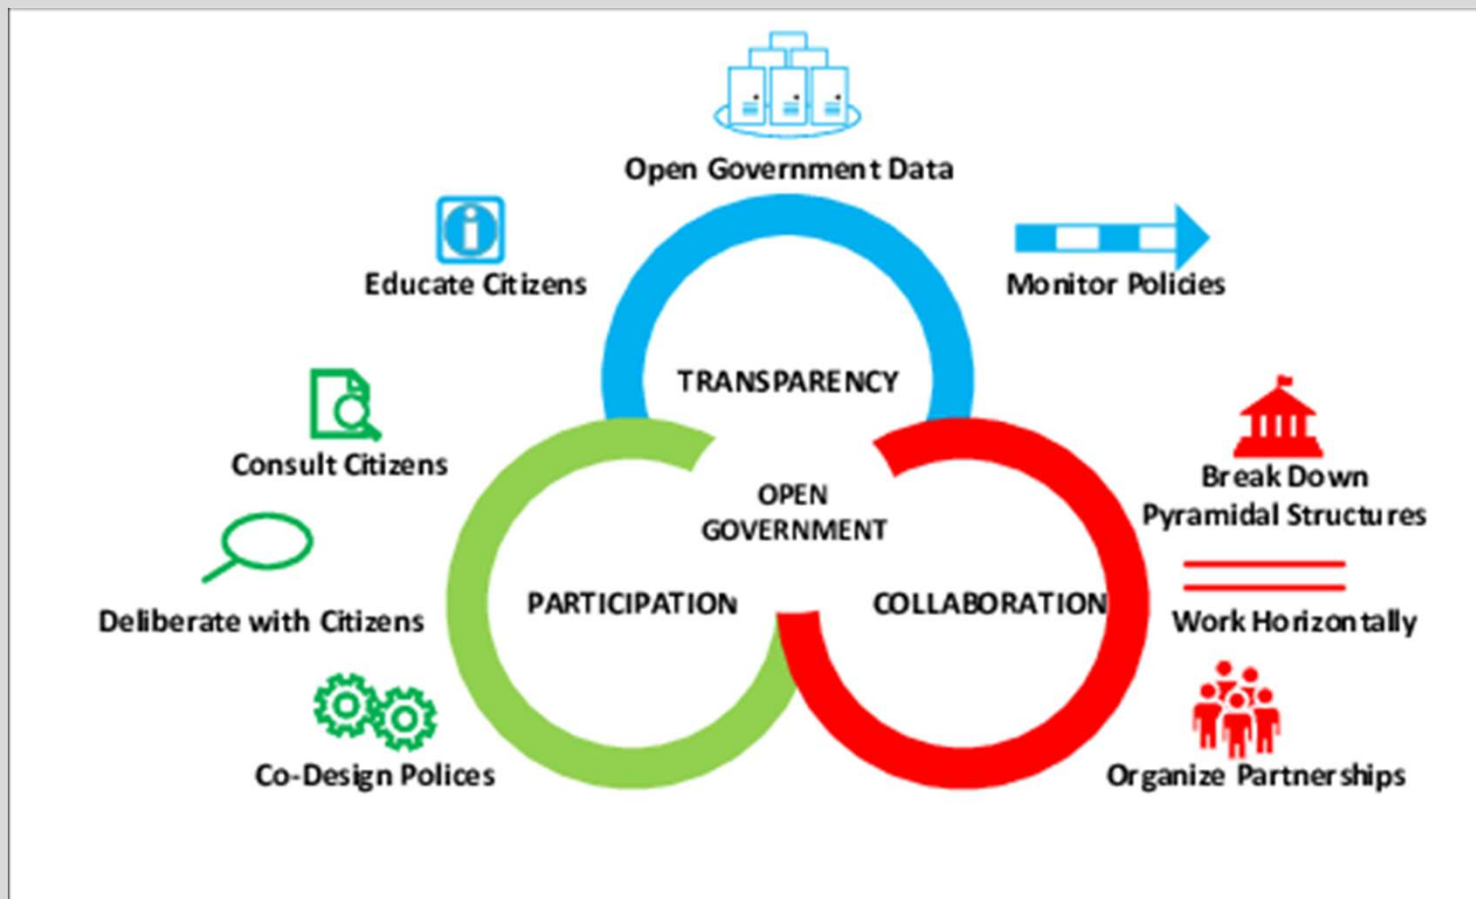 Open Government Data
Educate Citizens
Monitor Policies
TRANSPARENCY
Consult Citizens
Break Down
Pyramidal Structures
OPEN
GOVERNMENT
PARTICIPATION
COLLABORATION
Deliberate with Citizens
Work Horizontally
Co-Design Polices
Organize Partnerships